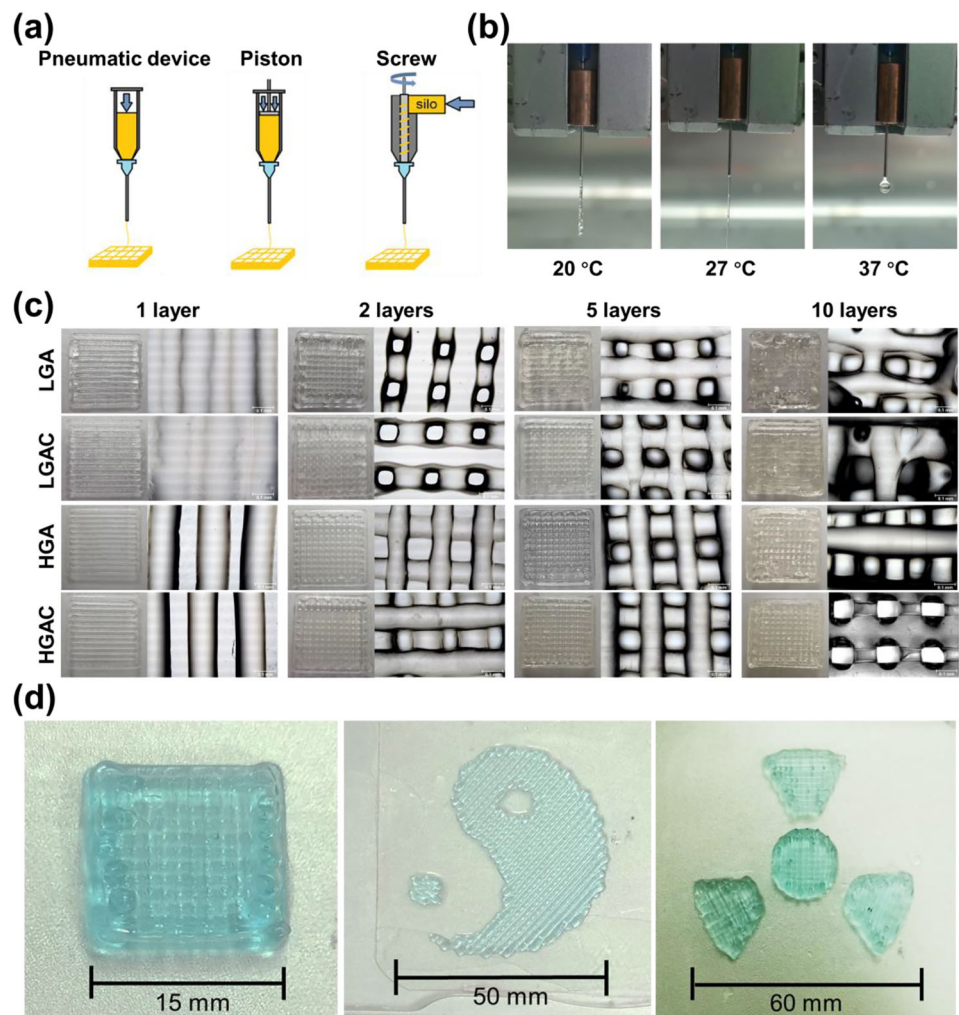 (a)
Pneumatic device Piston Screw
silo
(b)
20 °C 27 °C 37 °C
(c)
1 layer 2 layers 5 layers 10 layers
LGA
LGAC
HGA
HGAC
(d)
15 mm 50 mm 60 mm